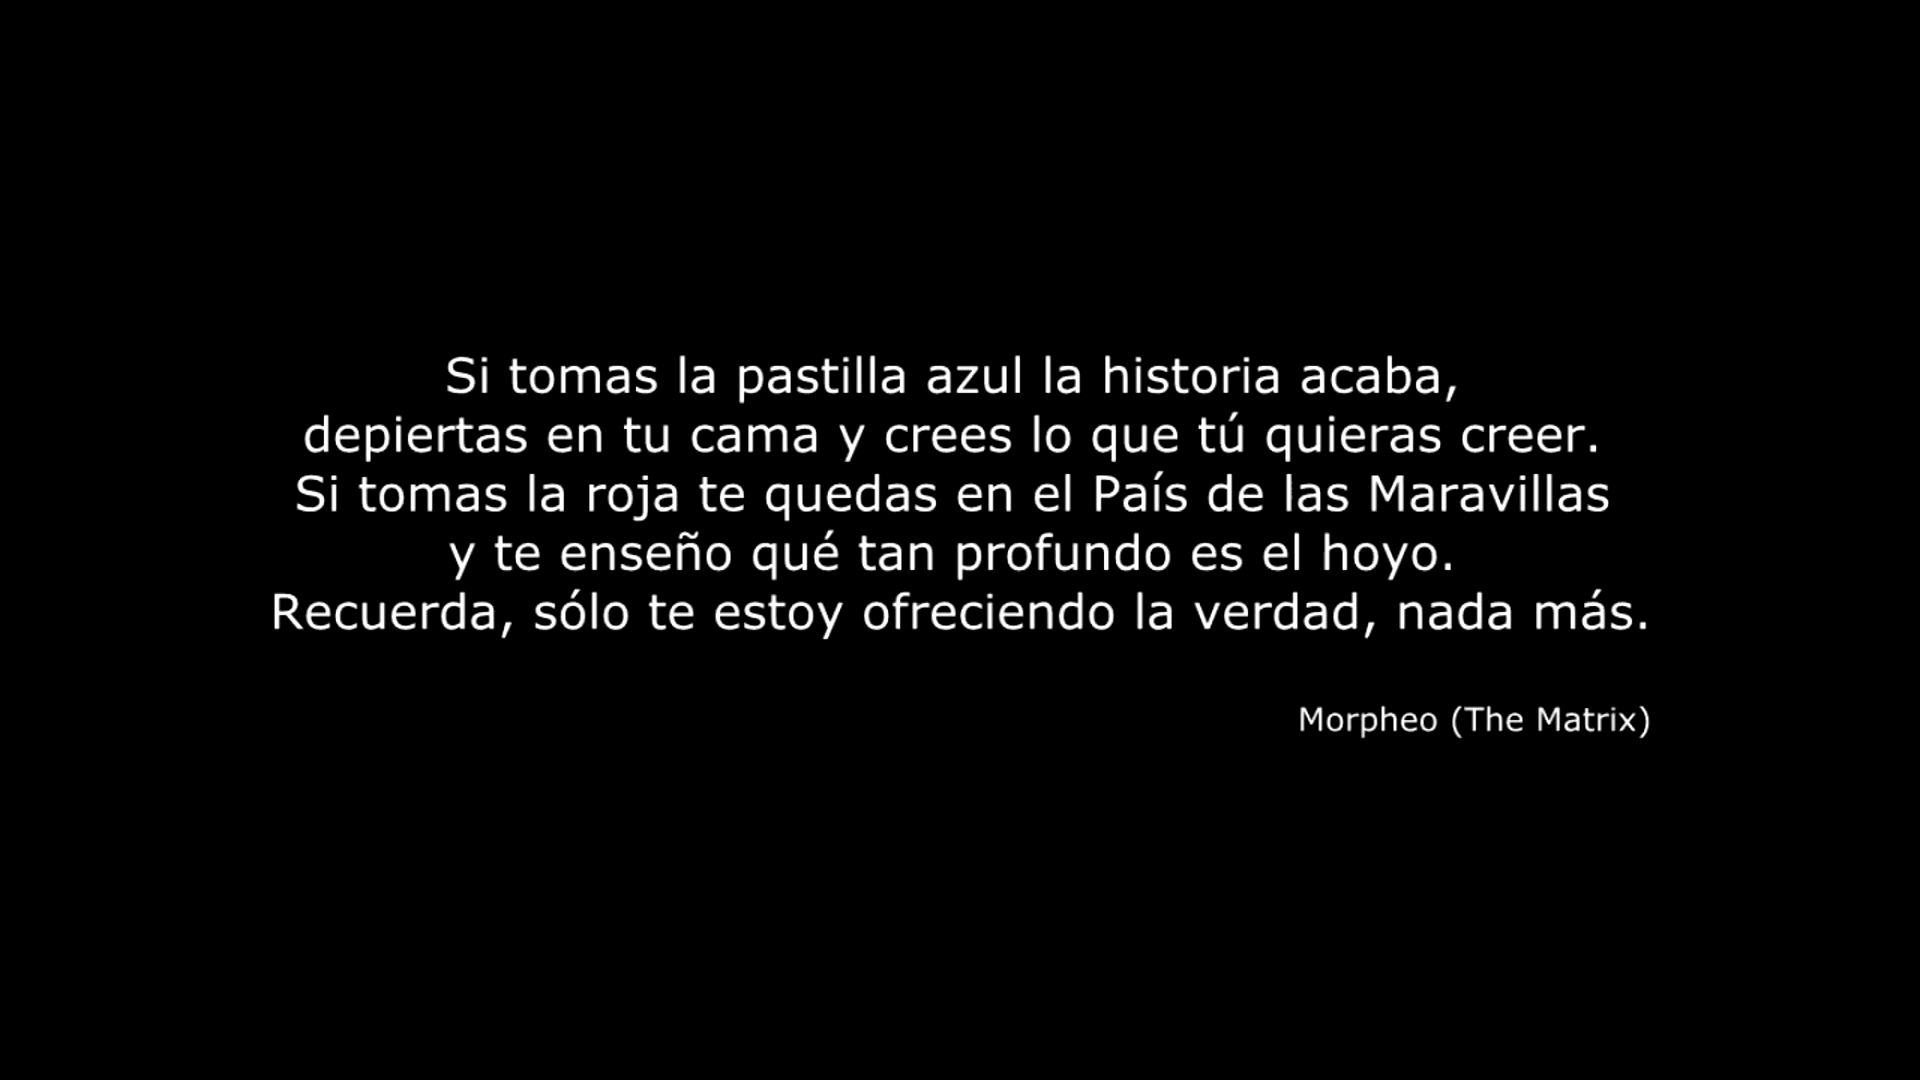 Si tomas la pastilla azul la historia acaba,
depiertas en tu cama y crees lo que tú quieras creer.
Si tomas la roja te quedas en el País de las Maravillas
y te enseño qué tan profundo es el hoyo.
Recuerda, sólo te estoy ofreciendo la verdad, nada más.
Morpheo (The Matrix)